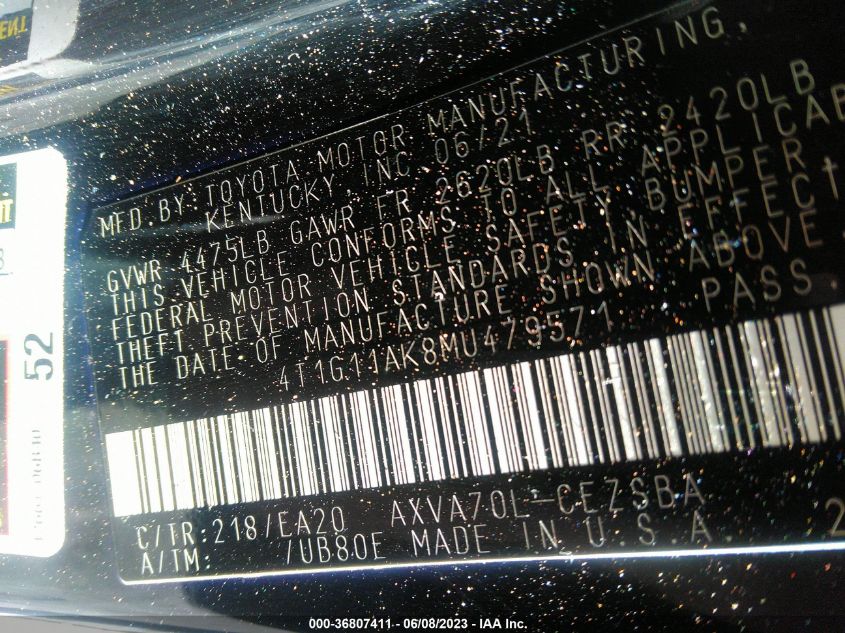 MFD. BY: TOYOTA MOTOR MANUFACTURING,
KENTUCKY, INC 06/21
GVWR 4475LB GAWR FR 2620LB RR 2420LB
THIS VEHICLE CONFORMS TO ALL APPLICAB
FEDERAL MOTOR VEHICLE SAFETY BUMPER
THEFT PREVENTION STANDARDS IN EFFECT
THE DATE OF MANUFACTURE SHOWN ABOVE.
4T1G11AK8MU479571 PASS.
C/TR:218/EA20 AXVA70L-CEZSBA
A/TM: /UB80E MADE IN U.S.A. 2
52
000-36807411 - 06/08/2023 - IAA Inc.